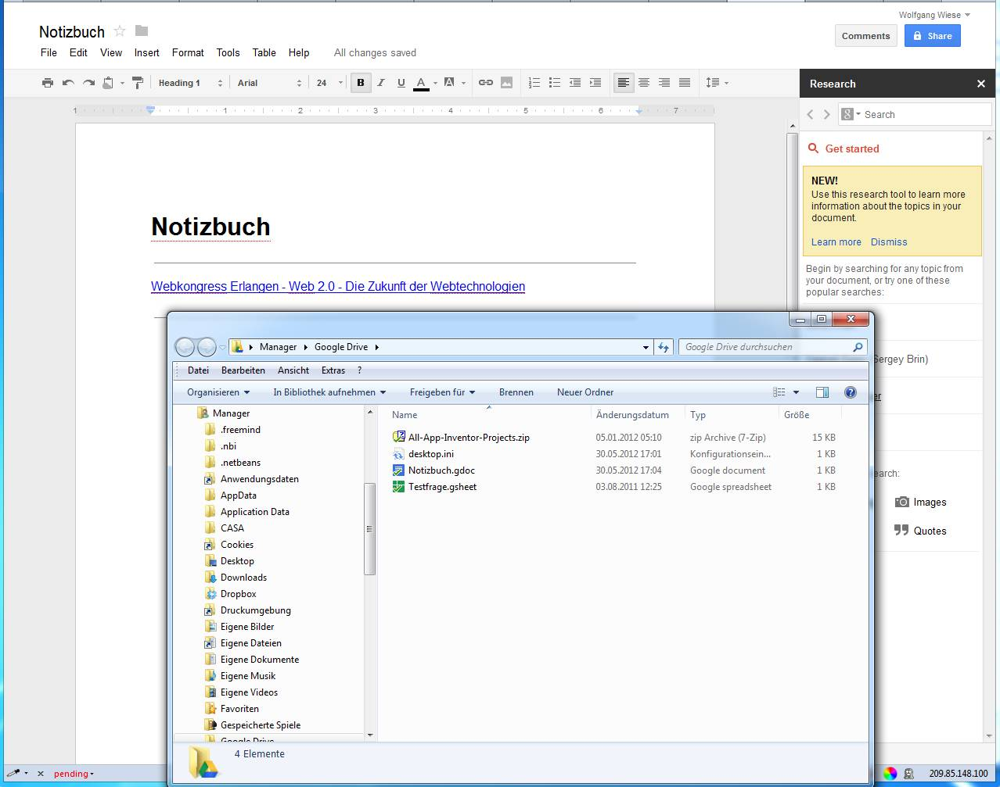 Wolfgang Wiese
Notizbuch
Comments
Share
File Edit View Insert Format Tools Table Help All changes saved
Heading 1 Arial 24 B I U A A
Research
1 1 2 3 4 5 6 7
Search
Get started
NEW!
Use this research tool to learn more
information about the topics in your
document.
Learn more Dismiss
Begin by searching for any topic from
your document, or try one of these
popular searches:
Notizbuch
Webkongress Erlangen - Web 2.0 - Die Zukunft der Webtechnologien
Manager Google Drive
Google Drive durchsuchen
Sergey Brin)
Datei Bearbeiten Ansicht Extras ?
Organisieren In Bibliothek aufnehmen Freigeben für Brennen Neuer Ordner
er
Name Änderungsdatum Typ Größe
All-App-Inventor-Projects.zip 05.01.2012 05:10 zip Archive (7-Zip) 15 KB
desktop.ini 30.05.2012 17:01 Konfigurationsein... 1 KB
Notizbuch.gdoc 30.05.2012 17:04 Google document 1 KB
Testfrage.gsheet 03.08.2011 12:25 Google spreadsheet 1 KB
Manager
.freemind
.nbi
.netbeans
Anwendungsdaten
AppData
Application Data
CASA
Cookies
Desktop
Downloads
Dropbox
Druckumgebung
Eigene Bilder
Eigene Dateien
Eigene Dokumente
Eigene Musik
Eigene Videos
Favoriten
Gespeicherte Spiele
Google Drive
earch:
Images
Quotes
4 Elemente
pending
209.85.148.100